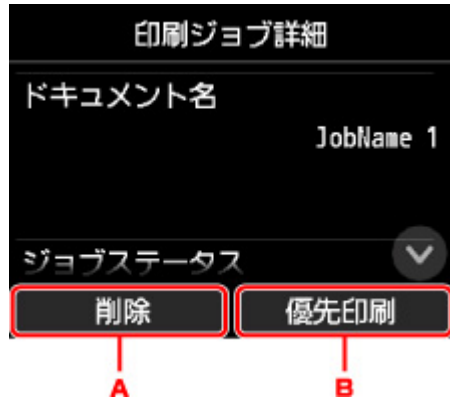 印刷ジョブ詳細
ドキュメント名
JobName 1
ジョブステータス
削除 優先印刷
A B